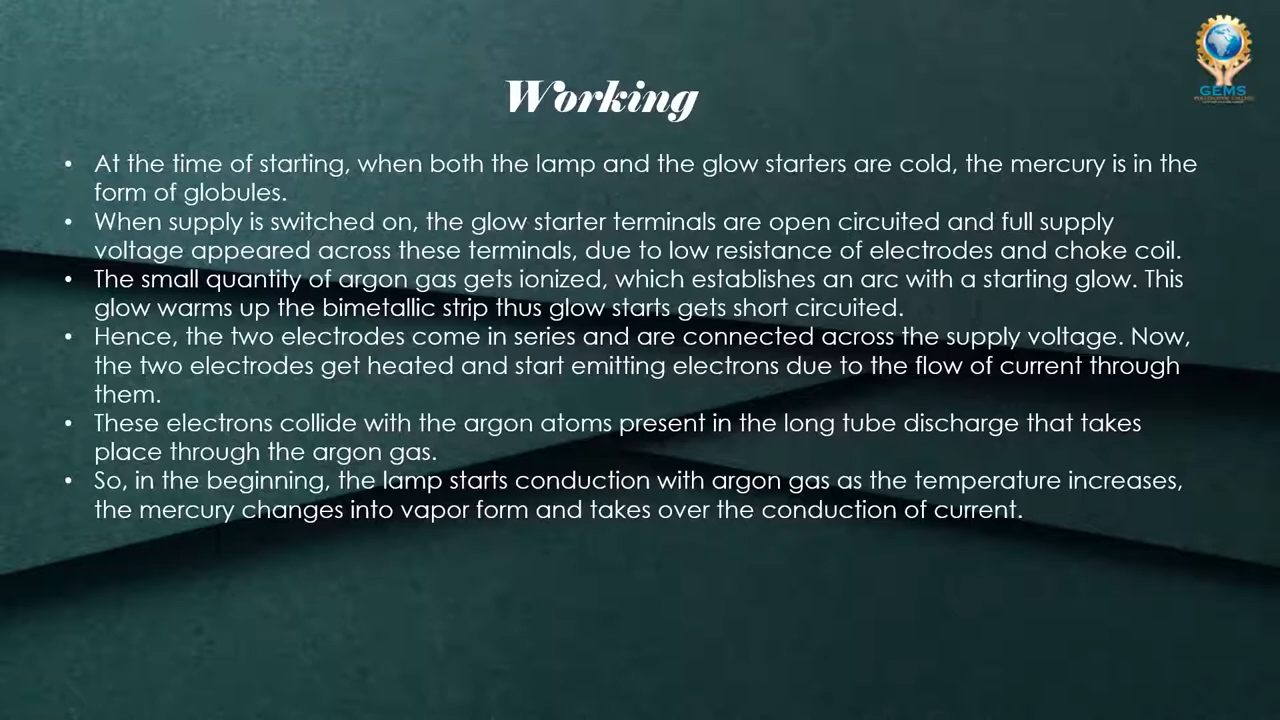 GEMS
Working
• At the time of starting, when both the lamp and the glow starters are cold, the mercury is in the
form of globules.
• When supply is switched on, the glow starter terminals are open circuited and full supply
voltage appeared across these terminals, due to low resistance of electrodes and choke coil.
• The small quantity of argon gas gets ionized, which establishes an arc with a starting glow. This
glow warms up the bimetallic strip thus glow starts gets short circuited.
• Hence, the two electrodes come in series and are connected across the supply voltage. Now,
the two electrodes get heated and start emitting electrons due to the flow of current through
them.
• These electrons collide with the argon atoms present in the long tube discharge that takes
place through the argon gas.
• So, in the beginning, the lamp starts conduction with argon gas as the temperature increases,
the mercury changes into vapor form and takes over the conduction of current.